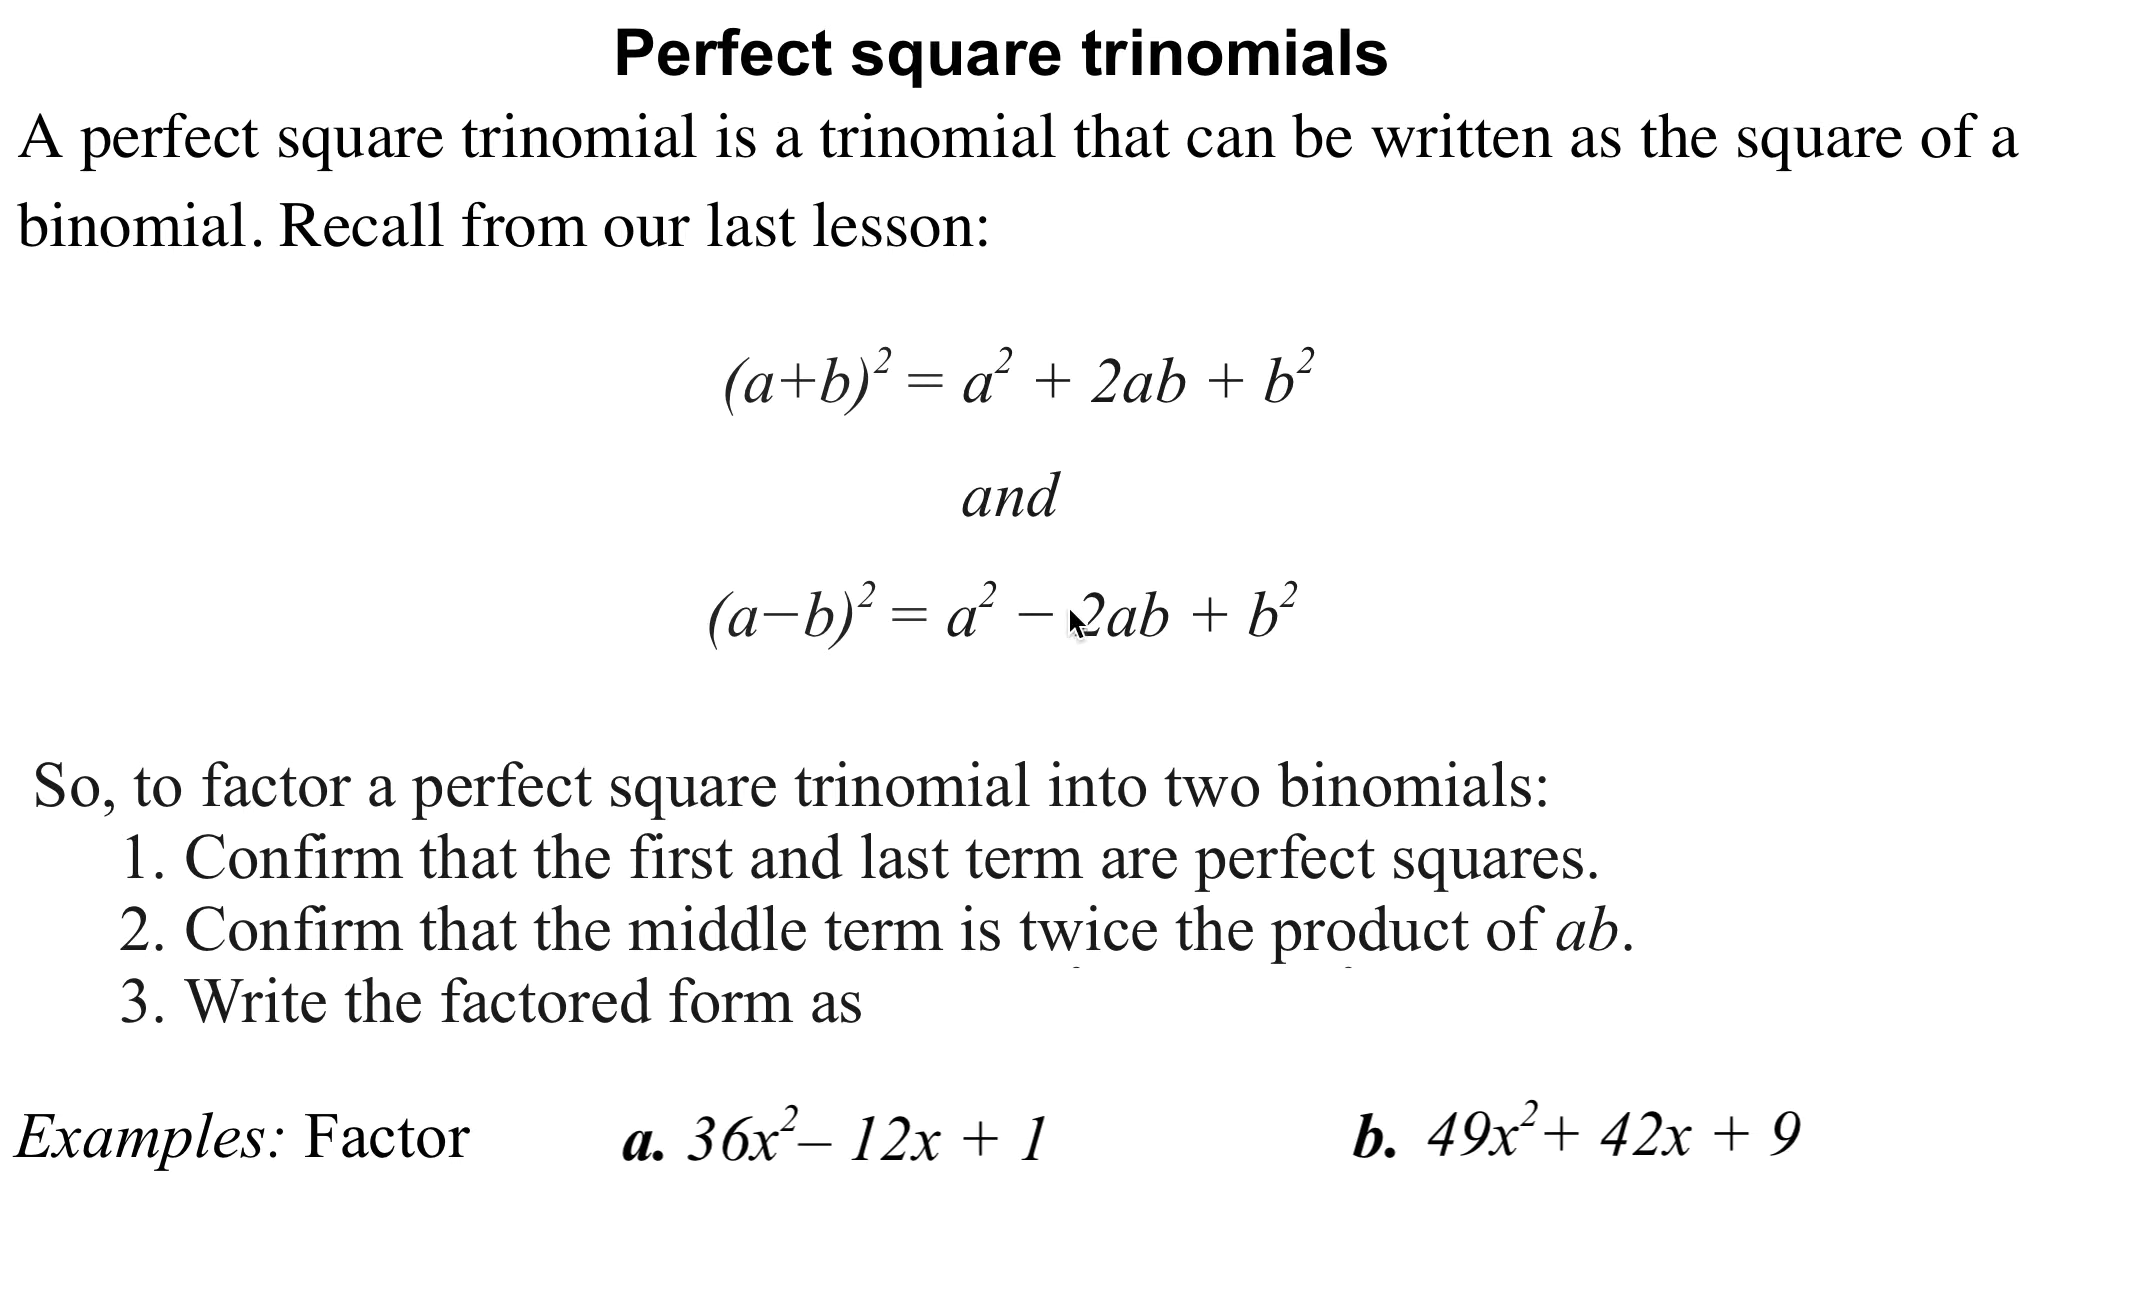 Perfect square trinomials
A perfect square trinomial is a trinomial that can be written as the square of a
binomial. Recall from our last lesson:
(a+b)² = a² + 2ab + b²
and
(a−b)² = a² − 2ab + b²
So, to factor a perfect square trinomial into two binomials:
1. Confirm that the first and last term are perfect squares.
2. Confirm that the middle term is twice the product of ab.
3. Write the factored form as
Examples: Factor a. 36x²– 12x + 1 b. 49x²+ 42x + 9